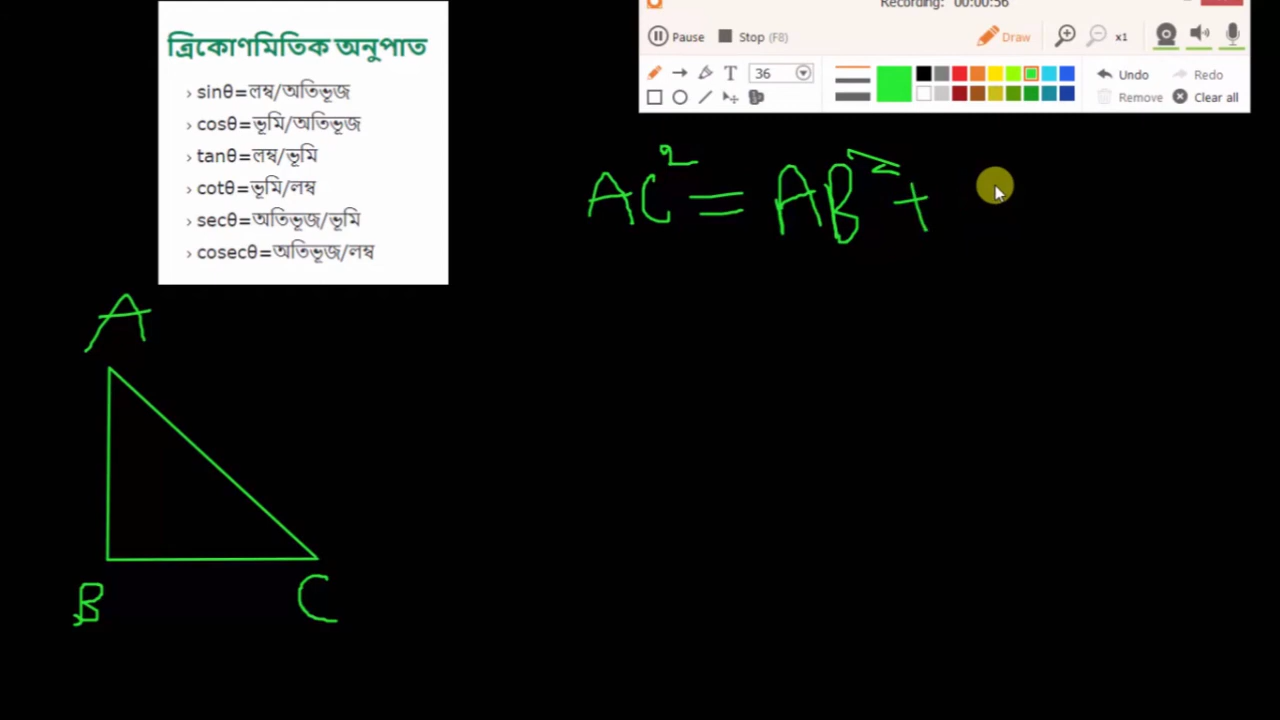 ত্রিকোণমিতিক অনুপাত
› sinθ=লম্ব/অতিভূজ
› cosθ=ভূমি/অতিভূজ
› tanθ=লম্ব/ভূমি
› cotθ=ভূমি/লম্ব
› secθ=অতিভূজ/ভূমি
› cosecθ=অতিভূজ/লম্ব
Recording: 00:00:56
Pause Stop (F8) Draw x1
T 36 Undo Redo
Remove Clear all
AC² = AB² +
A
B C